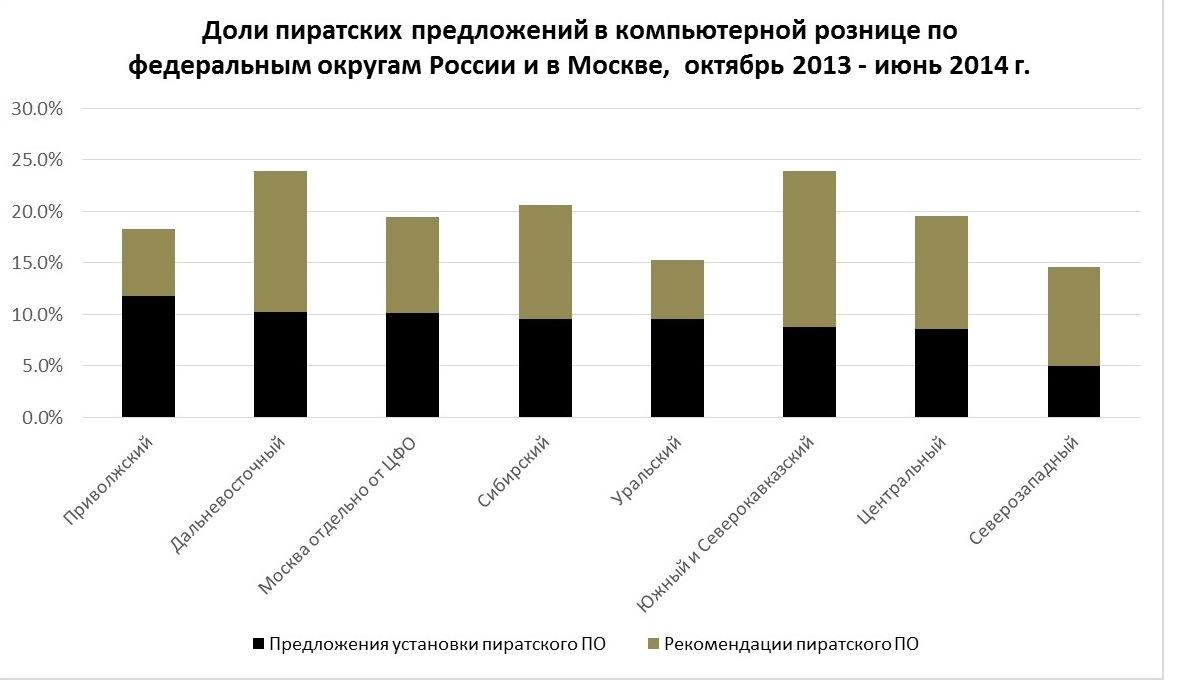 Доли пиратских предложений в компьютерной рознице по
федеральным округам России и в Москве, октябрь 2013 - июнь 2014 г.
30.0%
25.0%
20.0%
15.0%
10.0%
5.0%
0.0%
Приволжский
Дальневосточный
Москва отдельно от ЦФО
Сибирский
Уральский
Южный и Северокавказский
Центральный
Северозападный
Предложения установки пиратского ПО
Рекомендации пиратского ПО